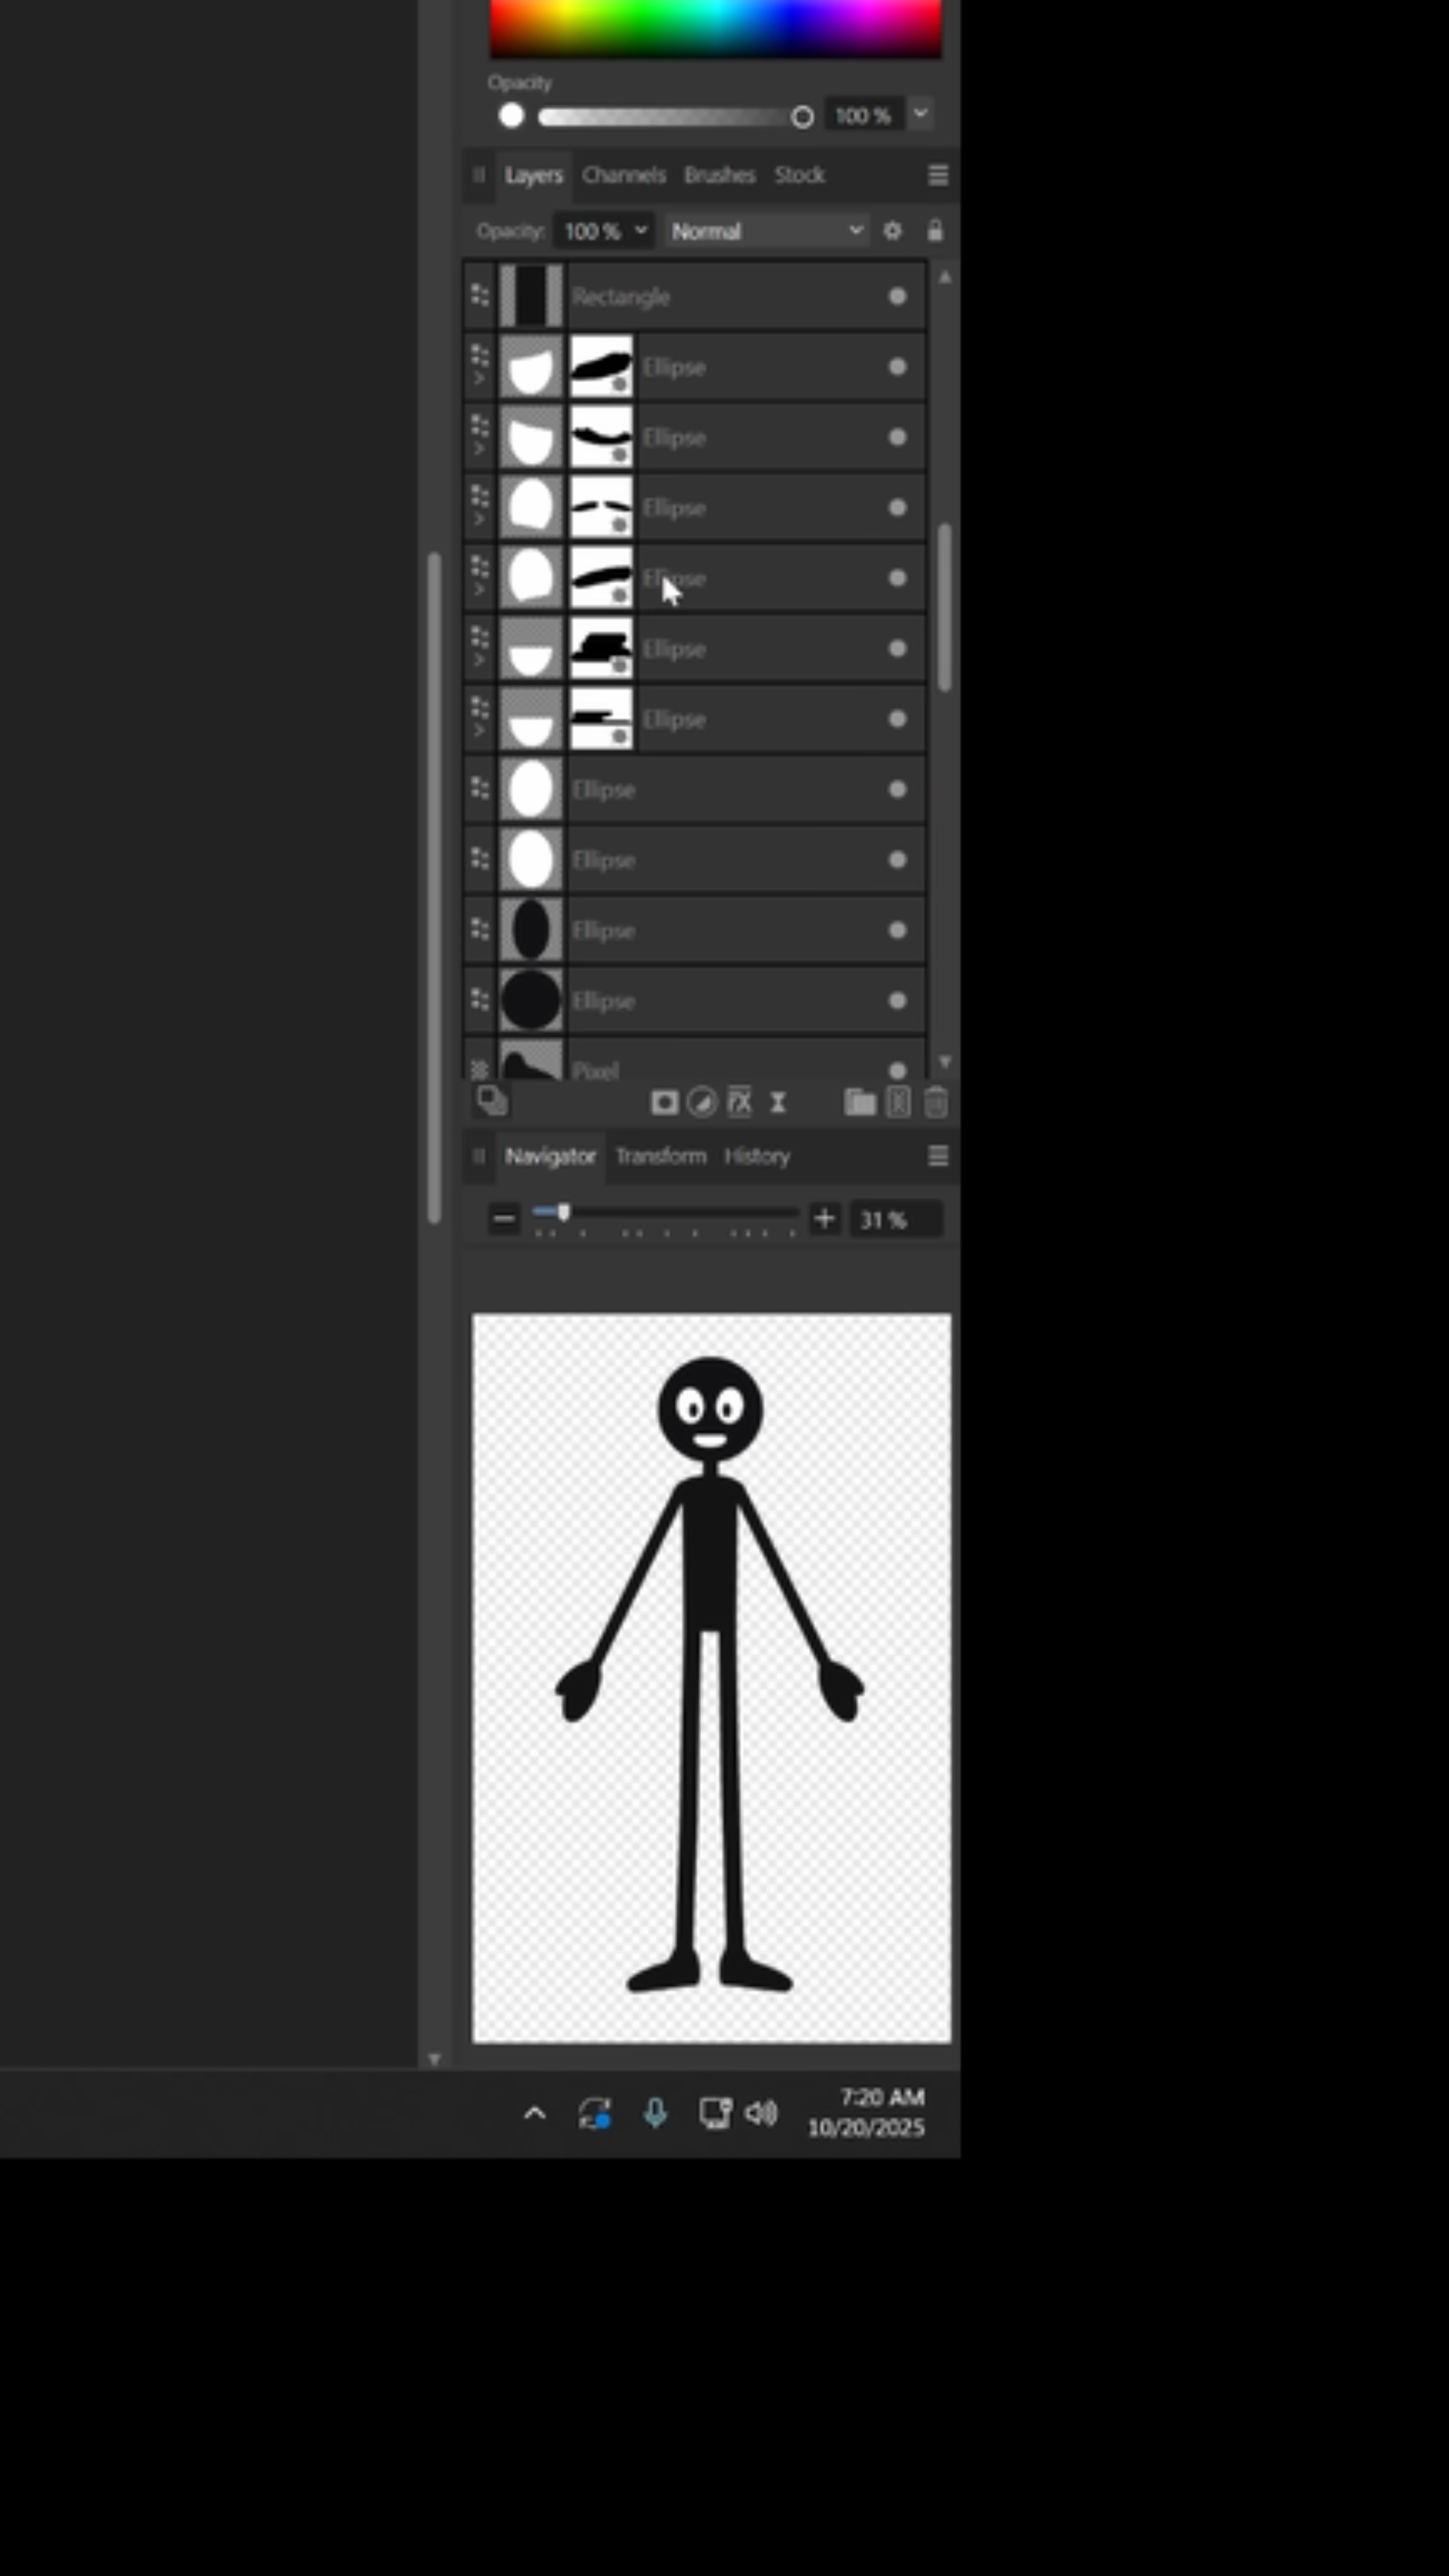 Opacity
100 %
Layers Channels Brushes Stock
Opacity: 100 % Normal
Rectangle
Ellipse
Ellipse
Ellipse
Ellipse
Ellipse
Ellipse
Ellipse
Ellipse
Ellipse
Ellipse
Pixel
Navigator Transform History
31 %
7:20 AM
10/20/2025